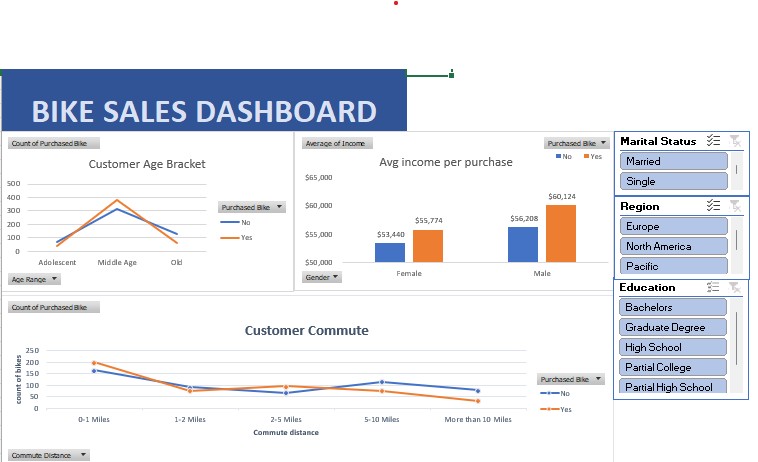 BIKE SALES DASHBOARD
Count of Purchased Bike
Customer Age Bracket
500
400
300
200
100
0
Adolescent Middle Age Old
Purchased Bike
No
Yes
Age Range
Average of Income
Purchased Bike
No Yes
Avg income per purchase
$65,000
$60,000
$55,000
$50,000
$53,440 $55,774 $56,208 $60,124
Female Male
Gender
Marital Status
Married
Single
Region
Europe
North America
Pacific
Education
Bachelors
Graduate Degree
High School
Partial College
Partial High School
Count of Purchased Bike
Customer Commute
count of bikes
250
200
150
100
50
0
0-1 Miles 1-2 Miles 2-5 Miles 5-10 Miles More than 10 Miles
Commute distance
Purchased Bike
No
Yes
Commute Distance